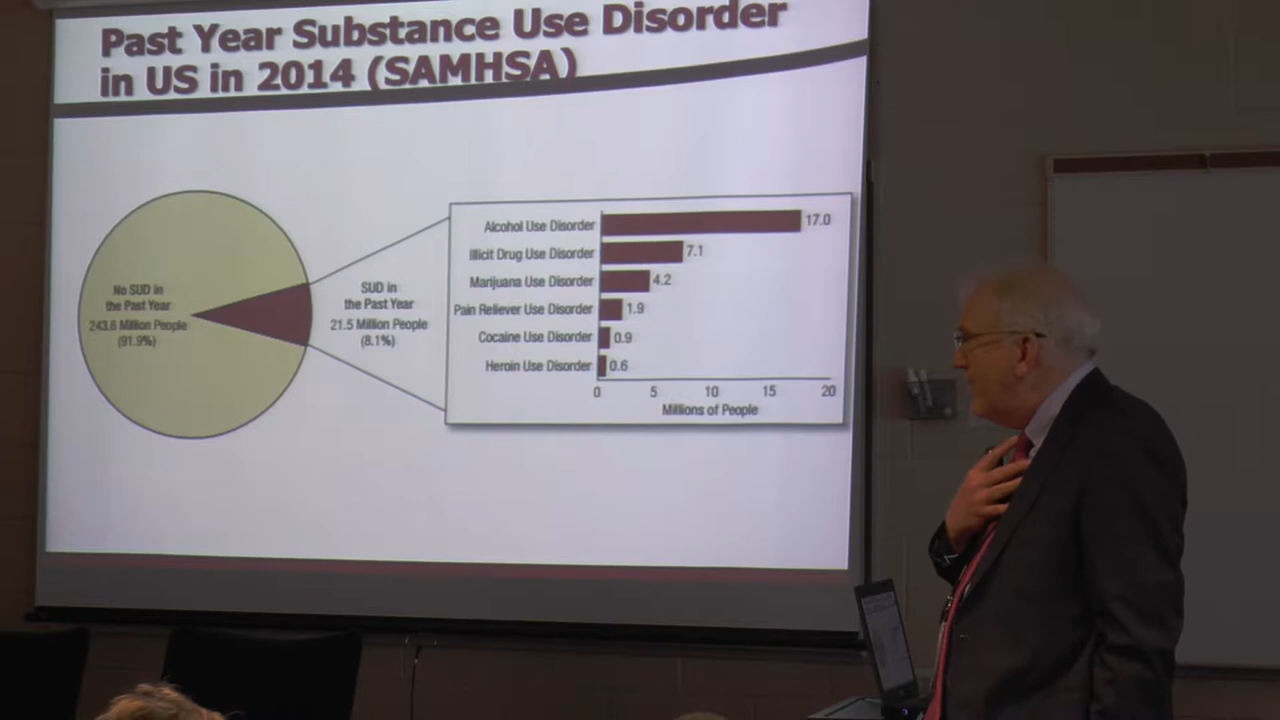 Past Year Substance Use Disorder
in US in 2014 (SAMHSA)
No SUD in
the Past Year
243.6 Million People
(91.9%)
SUD in
the Past Year
21.5 Million People
(8.1%)
Alcohol Use Disorder 17.0
Illicit Drug Use Disorder 7.1
Marijuana Use Disorder 4.2
Pain Reliever Use Disorder 1.9
Cocaine Use Disorder 0.9
Heroin Use Disorder 0.6
0 5 10 15 20
Millions of People